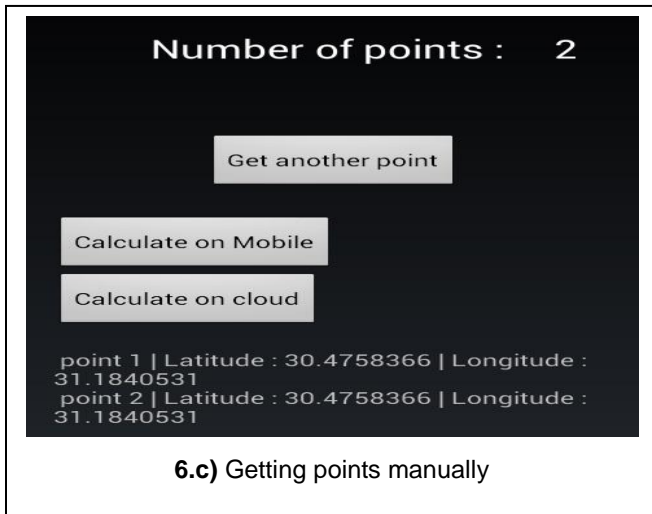 Number of points : 2
Get another point
Calculate on Mobile
Calculate on cloud
point 1 | Latitude : 30.4758366 | Longitude :
31.1840531
point 2 | Latitude : 30.4758366 | Longitude :
31.1840531
6.c) Getting points manually